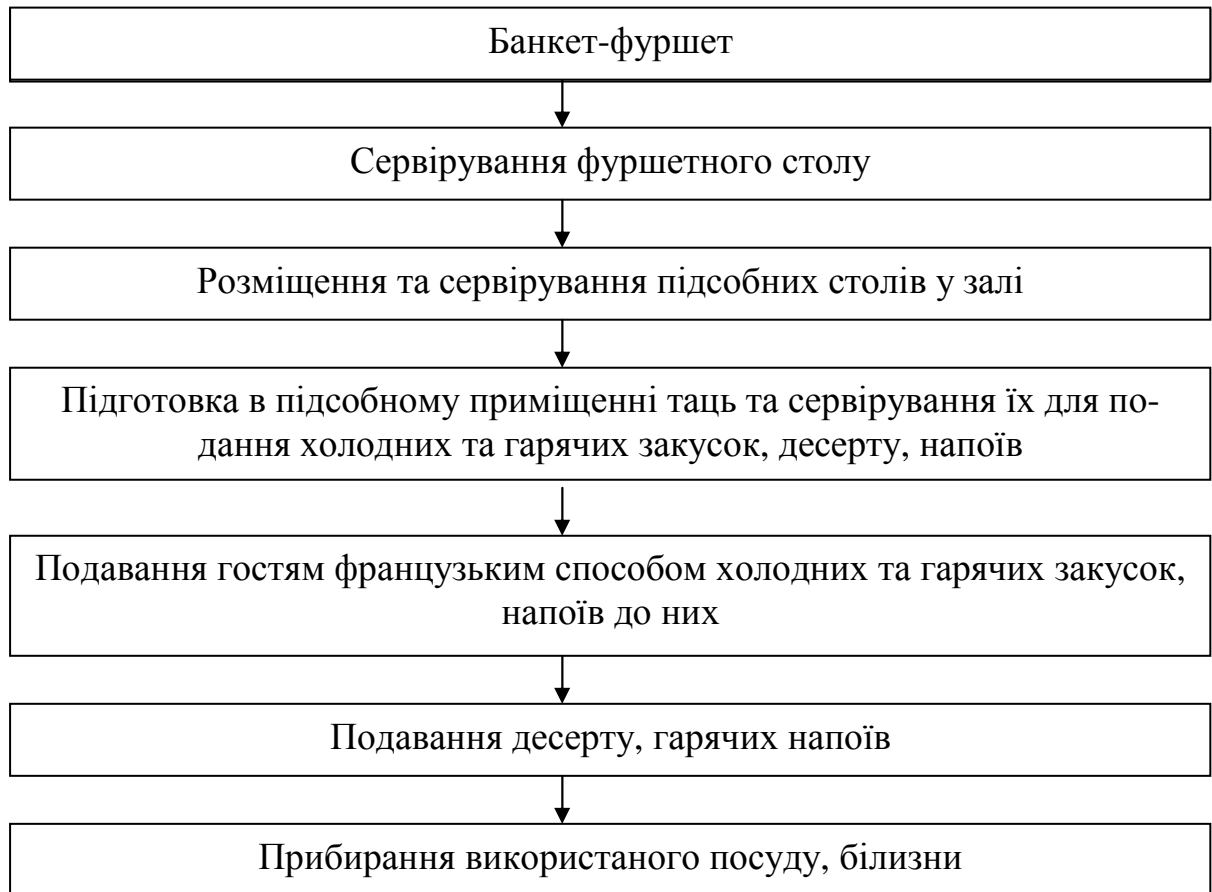 Банкет-фуршет
Сервірування фуршетного столу
Розміщення та сервірування підсобних столів у залі
Підготовка в підсобному приміщенні таць та сервірування їх для по-
дання холодних та гарячих закусок, десерту, напоїв
Подавання гостям французьким способом холодних та гарячих закусок,
напоїв до них
Подавання десерту, гарячих напоїв
Прибирання використаного посуду, білизни